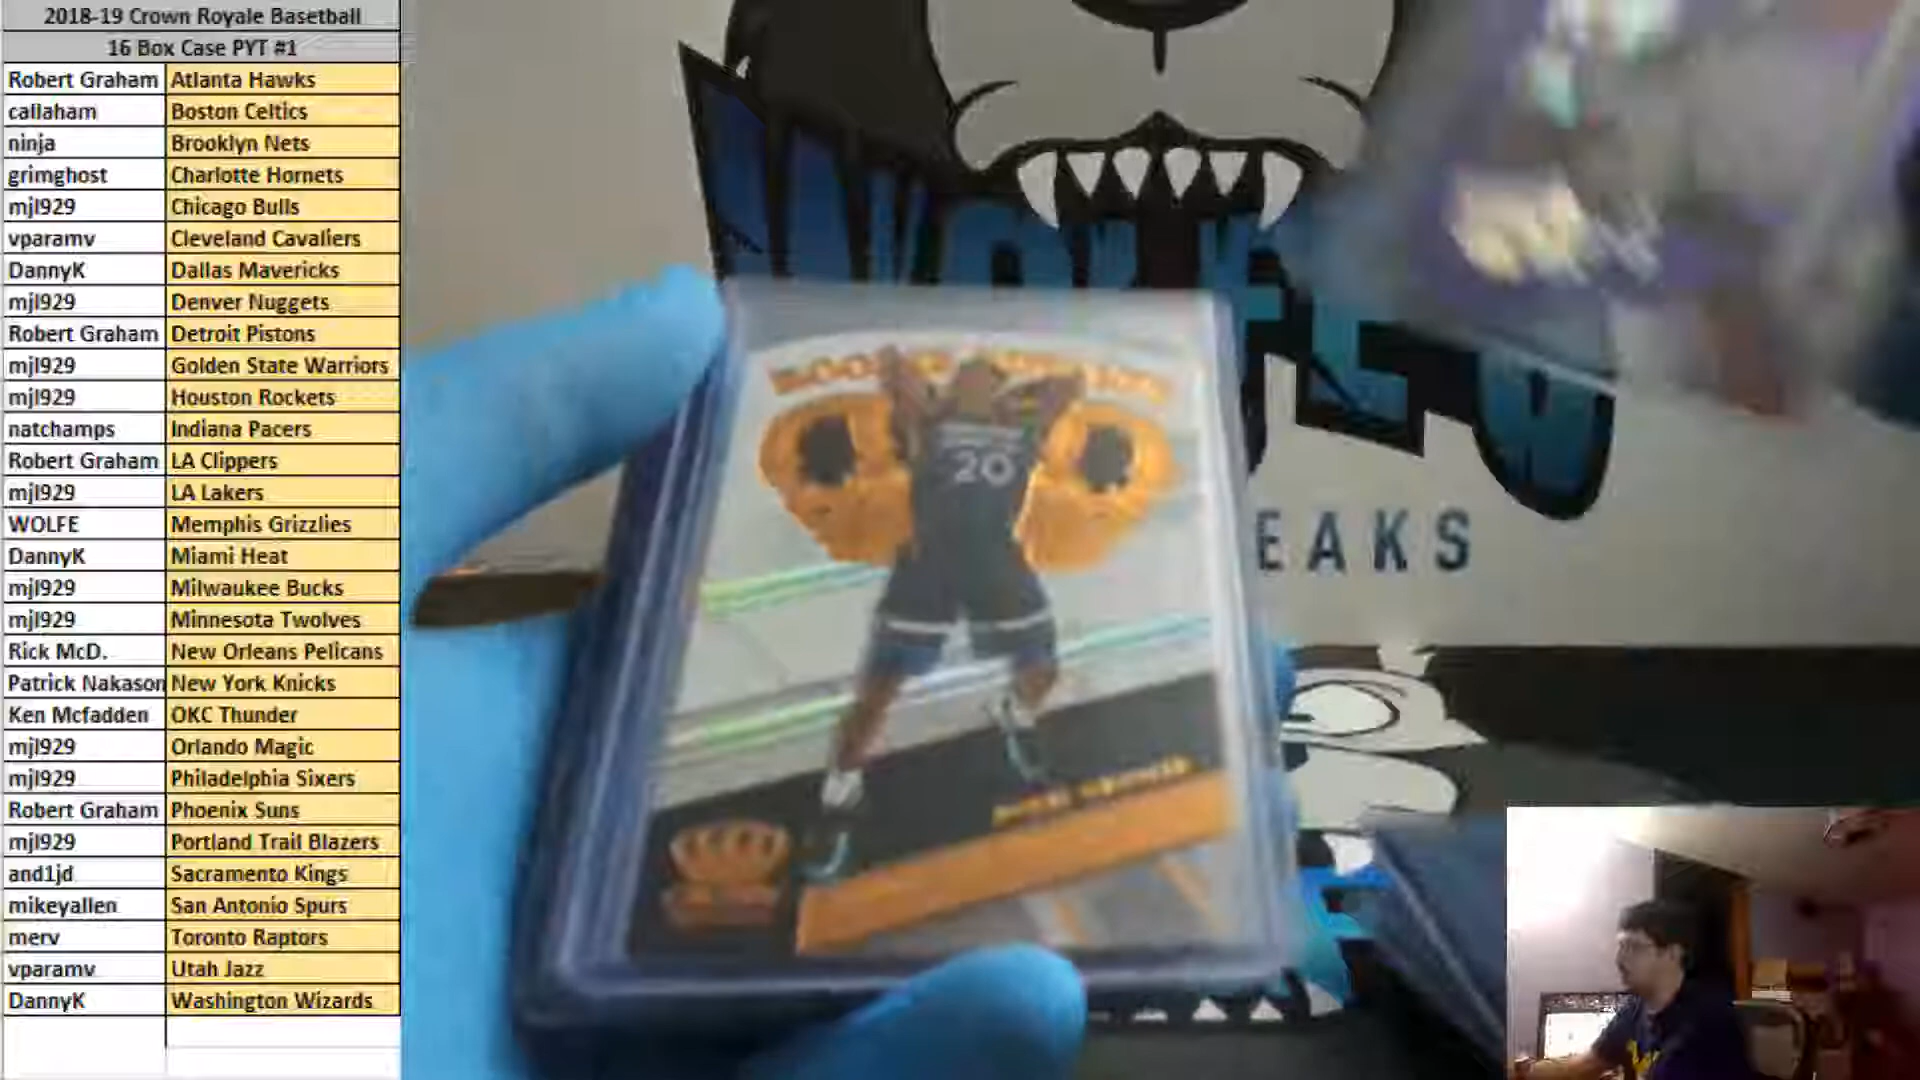 2018-19 Crown Royale Basetball
16 Box Case PYT #1
Robert Graham Atlanta Hawks
callaham Boston Celtics
ninja Brooklyn Nets
grimghost Charlotte Hornets
mjl929 Chicago Bulls
vparamv Cleveland Cavaliers
DannyK Dallas Mavericks
mjl929 Denver Nuggets
Robert Graham Detroit Pistons
mjl929 Golden State Warriors
mjl929 Houston Rockets
natchamps Indiana Pacers
Robert Graham LA Clippers
mjl929 LA Lakers
WOLFE Memphis Grizzlies
DannyK Miami Heat
mjl929 Milwaukee Bucks
mjl929 Minnesota Twolves
Rick McD. New Orleans Pelicans
Patrick Nakason New York Knicks
Ken Mcfadden OKC Thunder
mjl929 Orlando Magic
mjl929 Philadelphia Sixers
Robert Graham Phoenix Suns
mjl929 Portland Trail Blazers
and1jd Sacramento Kings
mikeyallen San Antonio Spurs
merv Toronto Raptors
vparamv Utah Jazz
DannyK Washington Wizards
20
EAKS